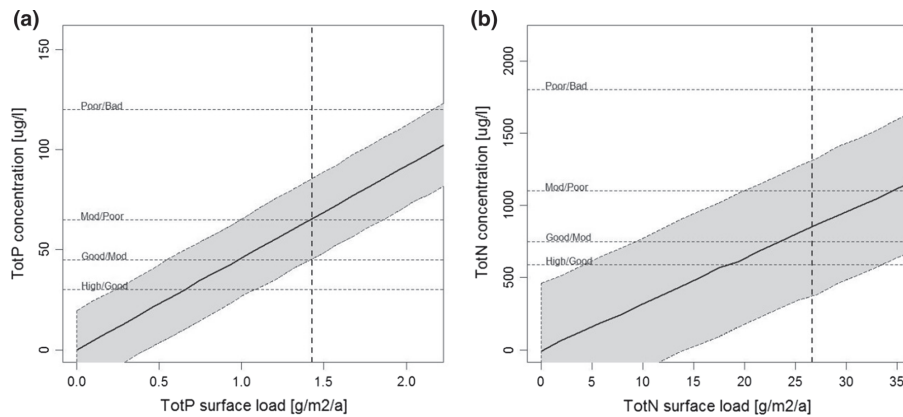 (a)
TotP concentration [ug/l]
150
100
50
0
Poor/Bad
Mod/Poor
Good/Mod
High/Good
0.0 0.5 1.0 1.5 2.0
TotP surface load [g/m2/a]
(b)
TotN concentration [ug/l]
2000
1500
1000
500
0
Poor/Bad
Mod/Poor
Good/Mod
High/Good
0 5 10 15 20 25 30 35
TotN surface load [g/m2/a]